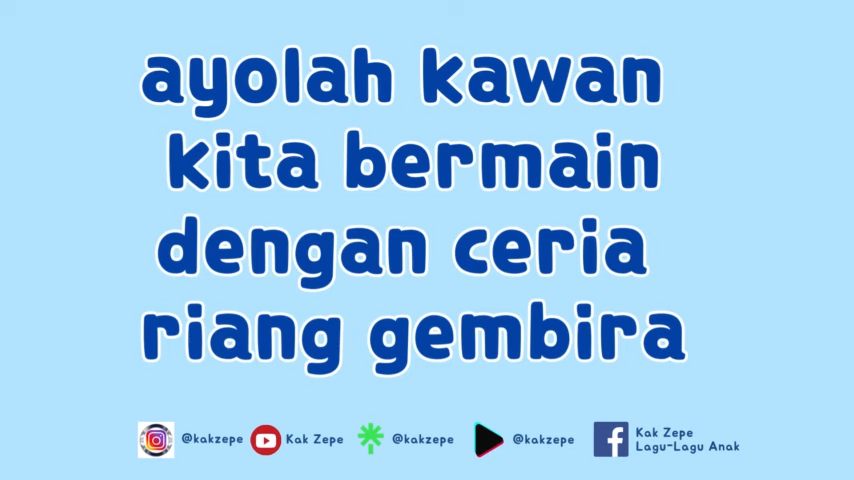 ayolah kawan
kita bermain
dengan ceria
riang gembira
@kakzepe Kak Zepe @kakzepe @kakzepe Kak Zepe
Lagu-Lagu Anak